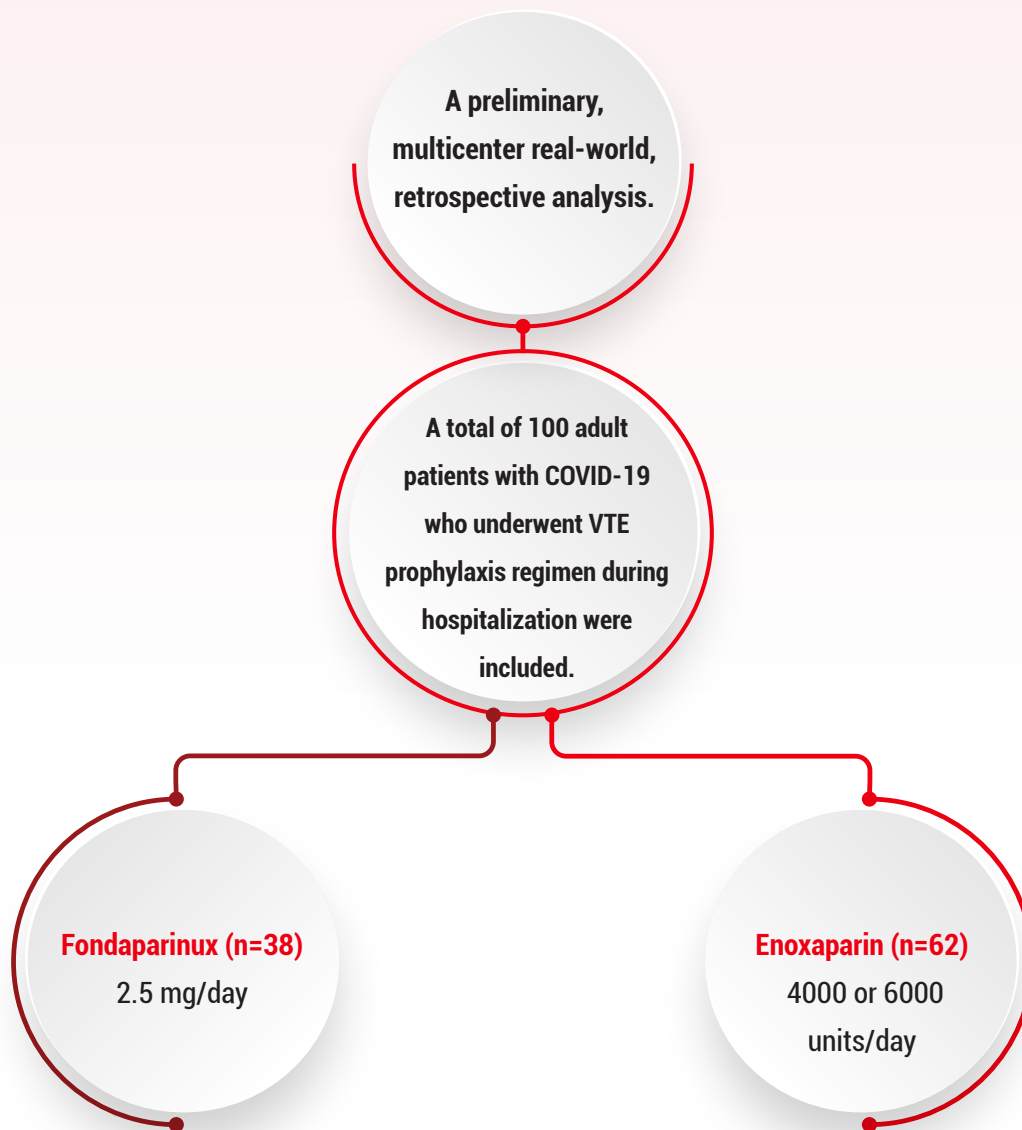 A preliminary,
multicenter real-world,
retrospective analysis.
A total of 100 adult
patients with COVID-19
who underwent VTE
prophylaxis regimen during
hospitalization were
included.
Fondaparinux (n=38)
2.5 mg/day
Enoxaparin (n=62)
4000 or 6000
units/day